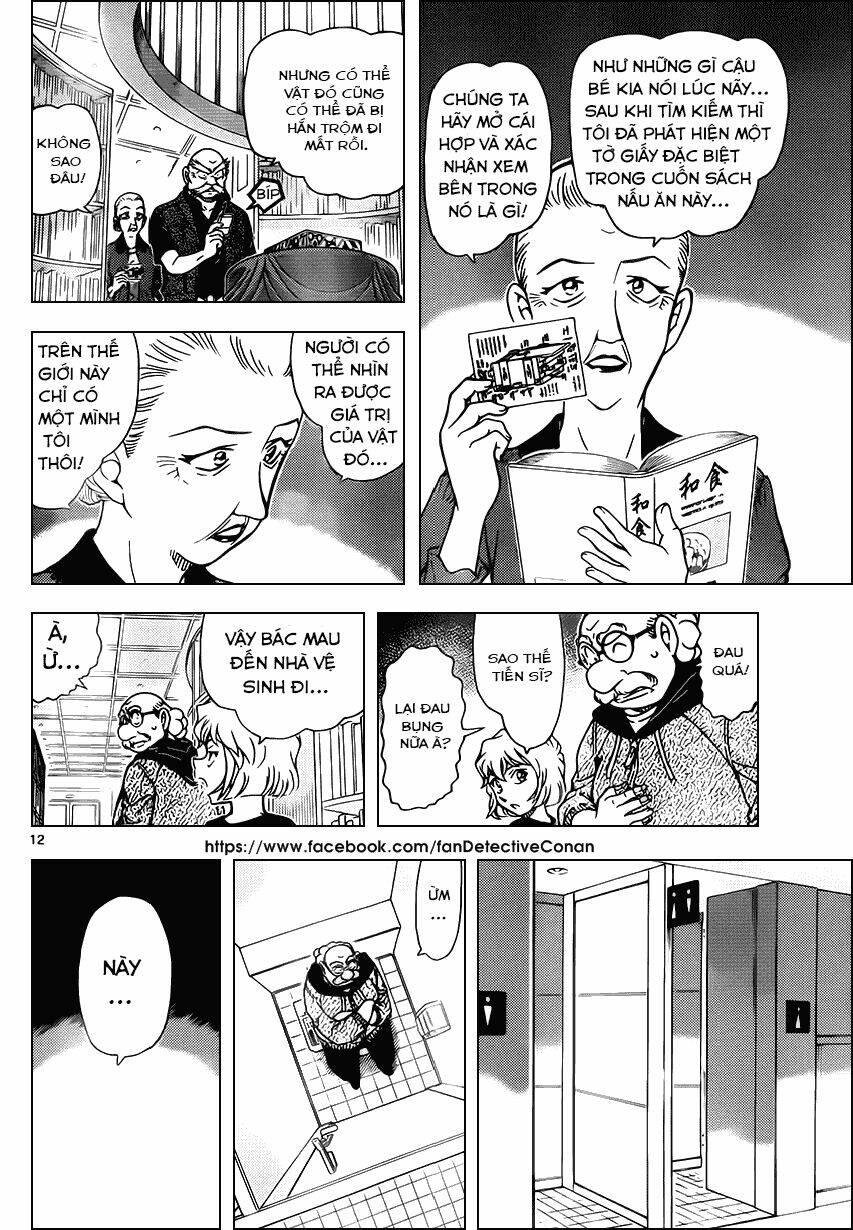 NHƯ NHỮNG GÌ CẬU
BÉ KIA NÓI LÚC NÃY...
SAU KHI TÌM KIẾM THÌ
TÔI ĐÃ PHÁT HIỆN MỘT
TỜ GIẤY ĐẶC BIỆT
TRONG CUỐN SÁCH
NẤU ĂN NÀY...
CHÚNG TA
HÃY MỞ CÁI
HỢP VÀ XÁC
NHẬN XEM
BÊN TRONG
NÓ LÀ GÌ!
和食
和食
NHƯNG CÓ THỂ
VẬT ĐÓ CŨNG
CÓ THỂ ĐÃ BỊ
HẮN TRỘM ĐI
MẤT RỒI.
BÍP
KHÔNG
SAO
ĐÂU!
NGƯỜI CÓ
THỂ NHÌN
RA ĐƯỢC
GIÁ TRỊ
CỦA VẬT
ĐÓ...
TRÊN THẾ
GIỚI NÀY
CHỈ CÓ
MỘT MÌNH
TÔI
THÔI!
ĐAU
QUÁ!
SAO THẾ
TIẾN SĨ?
LẠI ĐAU
BỤNG
NỮA À?
VẬY BÁC MAU
ĐẾN NHÀ VỆ
SINH ĐI...
À,
Ừ...
12
https://www.facebook.com/fanDetectiveConan
ỪM
...
NÀY
...